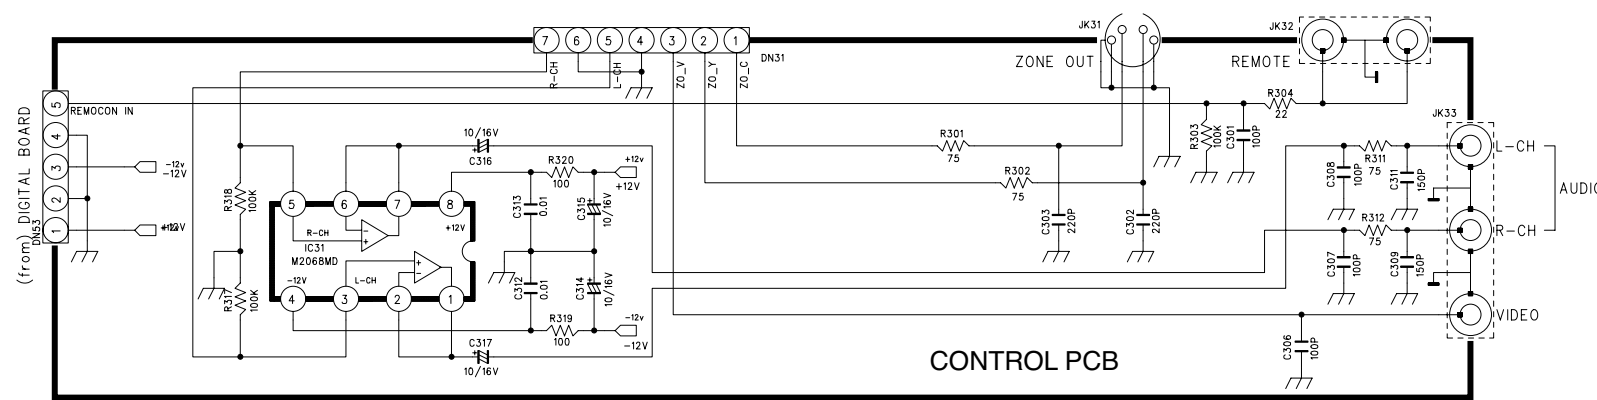 7 6 5 4 3 2 1
DN31
R-CH
L-CH
ZO_V
ZO_Y
ZO_C
JK31
ZONE OUT
JK32
REMOTE
(from) DIGITAL BOARD
DN53
5
4
3
2
1
REMOCON IN
-12v
-12V
+12V
R304
22
R303
100K
C301
100P
JK33
10/16V
C316
R301
75
R302
75
R320
100
+12v
+12V
R318
100K
C313
0.01
C315
10/16V
C303
220P
C302
220P
C308
100P
R311
75
C311
150P
L-CH
AUDIO
R312
75
R-CH
C307
100P
C309
150P
5 6 7 8
R-CH
+12V
IC31
M2068MD
-12V
L-CH
4 3 2 1
R317
100K
C312
0.01
C314
10/16V
R319
100
-12v
-12V
C317
10/16V
VIDEO
C306
100P
CONTROL PCB